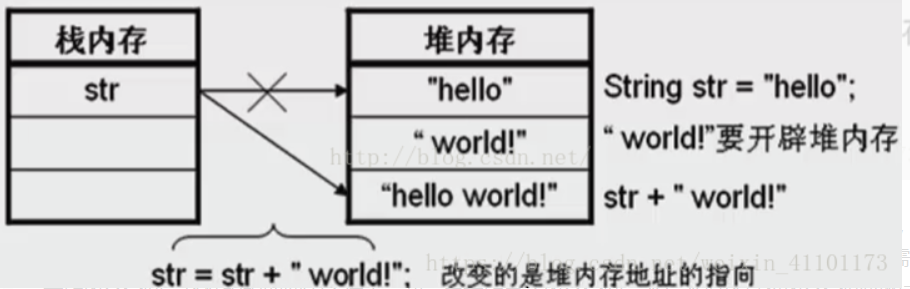 栈内存 堆内存
str "hello" String str = "hello";
“ world!” “ world!”要开辟堆内存
http://blog.csdn.net/
“hello world!” str + " world!"
str = str + " world!"; 改变的是堆内存地址的指向
https://blog.csdn.net/weixin_41101173